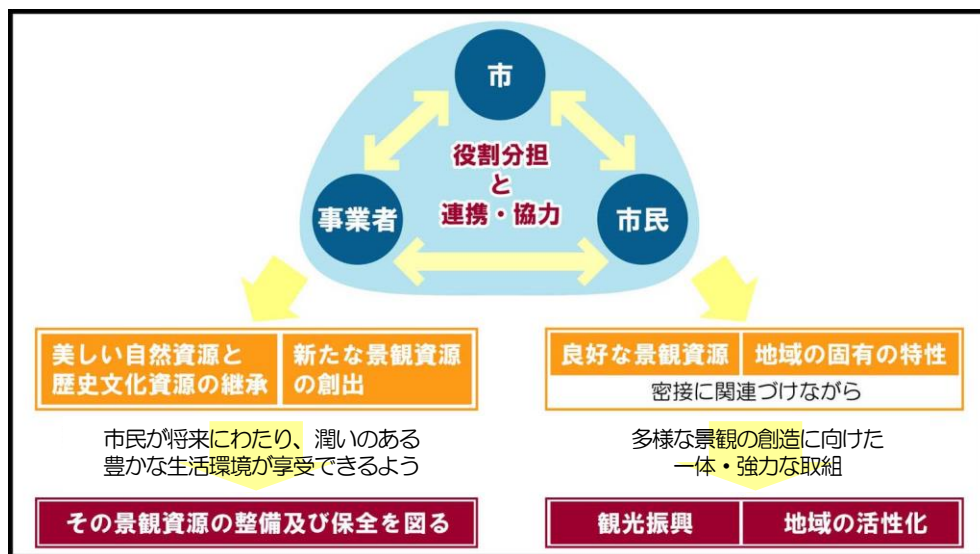 市
役割分担
と
連携・協力
事業者
市民
美しい自然資源と
歴史文化資源の継承
新たな景観資源
の創出
市民が将来にわたり、潤いのある
豊かな生活環境が享受できるよう
その景観資源の整備及び保全を図る
良好な景観資源
地域の固有の特性
密接に関連づけながら
多様な景観の創造に向けた
一体・強力な取組
観光振興
地域の活性化